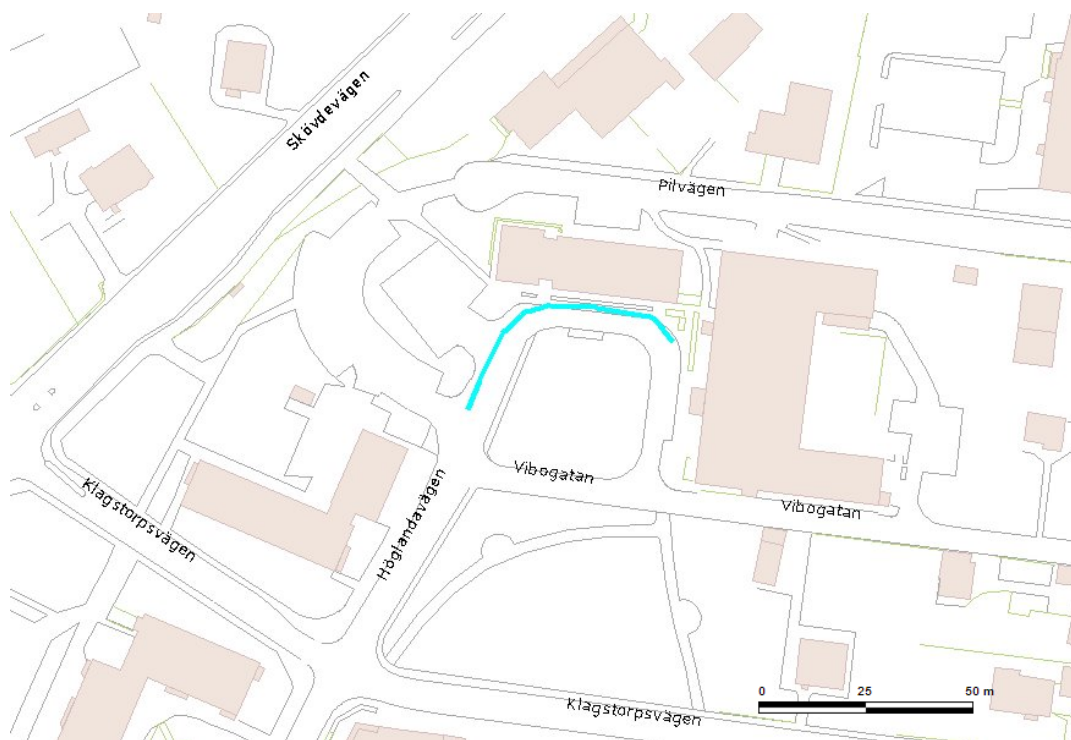 Skövdevägen
Pilvägen
Vibogatan
Klagstorpsvägen
Höglandavägen
Vibogatan
0 25 50 m
Klagstorpsvägen